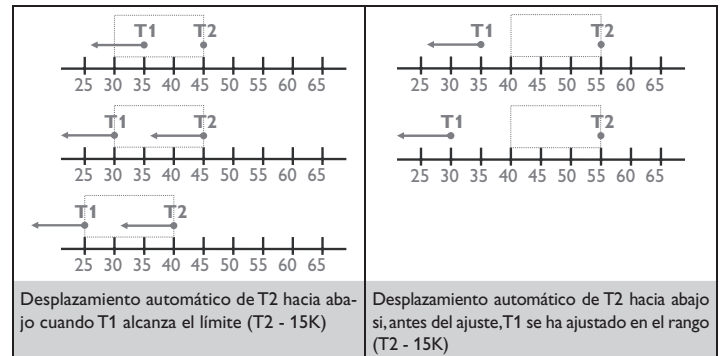 T1 T2
25 30 35 40 45 50 55 60 65
T1 T2
25 30 35 40 45 50 55 60 65
T1 T2
25 30 35 40 45 50 55 60 65
Desplazamiento automático de T2 hacia aba-
jo cuando T1 alcanza el límite (T2 - 15K)
T1 T2
25 30 35 40 45 50 55 60 65
T1 T2
25 30 35 40 45 50 55 60 65
Desplazamiento automático de T2 hacia abajo
si, antes del ajuste, T1 se ha ajustado en el rango
(T2 - 15K)